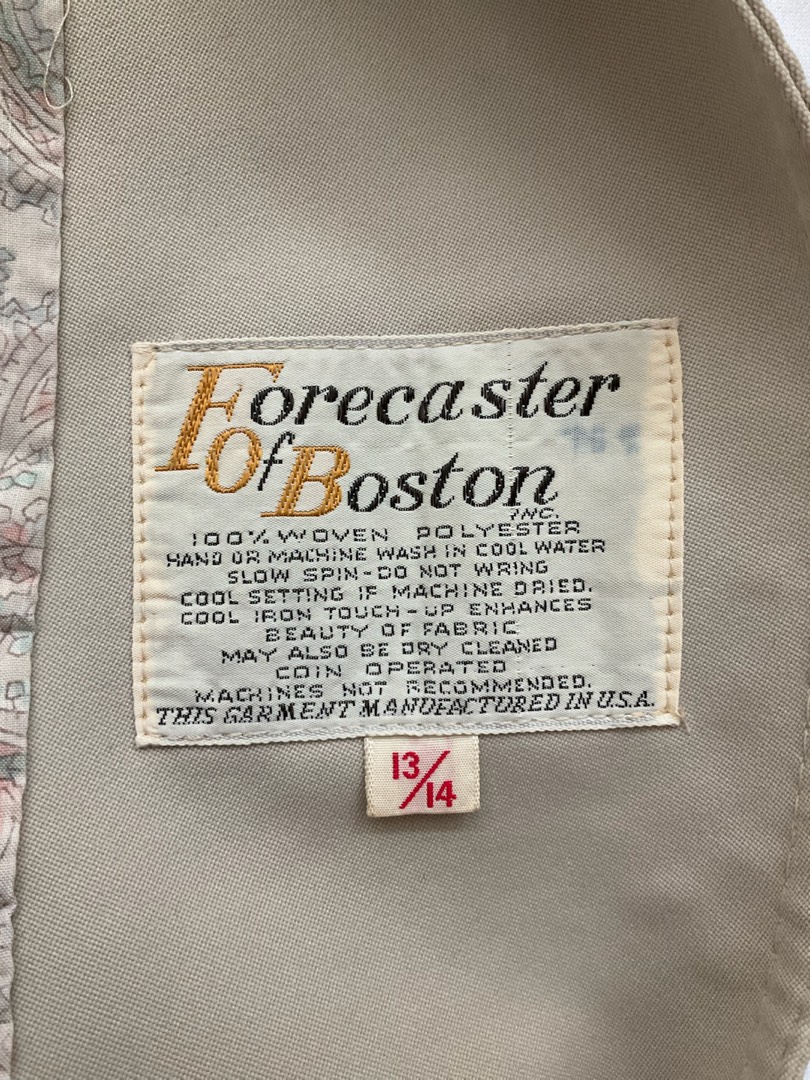 Forecaster
Of Boston
INC.
100% WOVEN POLYESTER
HAND OR MACHINE WASH IN COOL WATER
SLOW SPIN-DO NOT WRING
COOL SETTING IF MACHINE DRIED.
COOL IRON TOUCH-UP ENHANCES
BEAUTY OF FABRIC
MAY ALSO BE DRY CLEANED
COIN OPERATED
MACHINES NOT RECOMMENDED.
THIS GARMENT MANUFACTURED IN U.S.A.
13/14